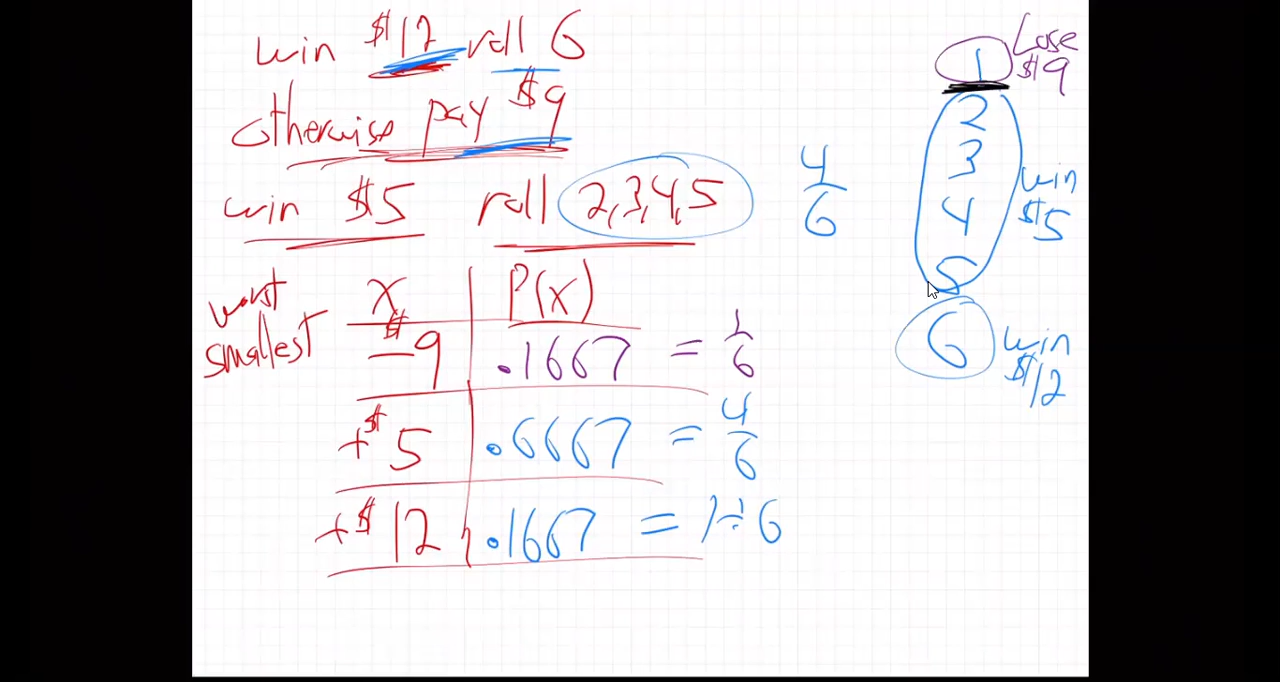 win $12 roll 6
otherwise pay $9
win $5 roll 2,3,4,5
4/6
worst
smallest
x P(x)
-$9 .1667 = 1/6
+$5 .6667 = 4/6
+$12 .1667 = 1÷6
1 Lose $9
2
3
4 win $5
5
6 win $12